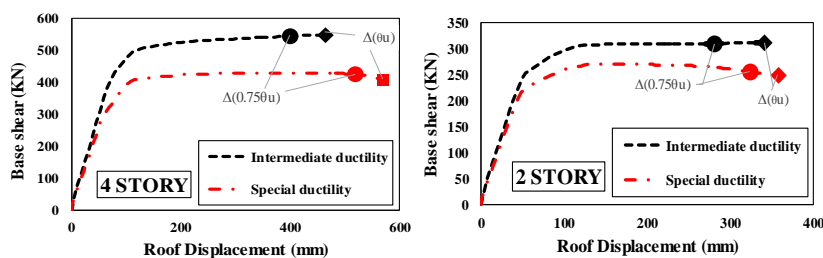 600
500
400
300
200
100
0
Base shear (KN)
Δ(θu)
Δ(0.75θu)
Intermediate ductility
Special ductility
4 STORY
0 200 400 600
Roof Displacement (mm)
350
300
250
200
150
100
50
0
Base shear (KN)
Δ(0.75θu)
Δ(θu)
Intermediate ductility
Special ductility
2 STORY
0 100 200 300 400
Roof Displacement (mm)